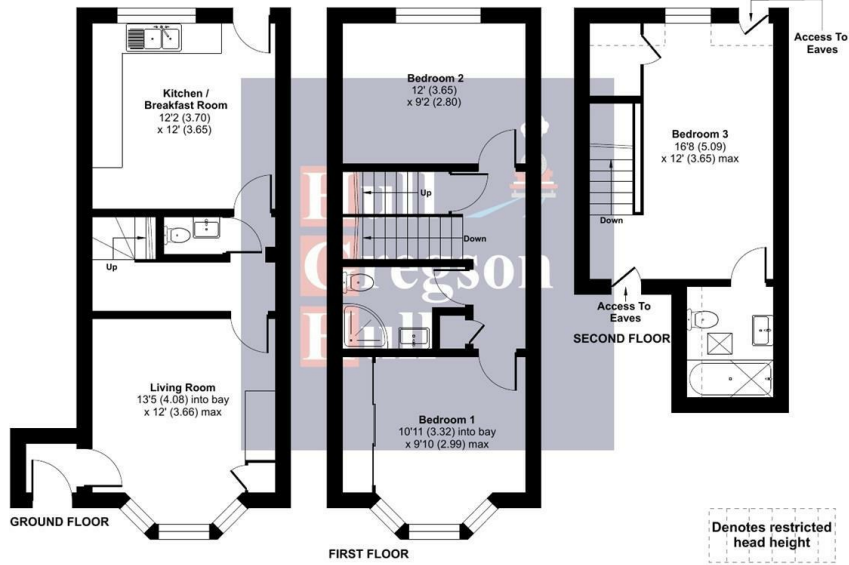 Kitchen /
Breakfast Room
12'2 (3.70)
x 12' (3.65)
Up
Living Room
13'5 (4.08) into bay
x 12' (3.66) max
GROUND FLOOR
Bedroom 2
12' (3.65)
x 9'2 (2.80)
Up
Down
Bedroom 1
10'11 (3.32) into bay
x 9'10 (2.99) max
FIRST FLOOR
Access To
Eaves
Bedroom 3
16'8 (5.09)
x 12' (3.65) max
Down
Access To
Eaves
SECOND FLOOR
Denotes restricted
head height
Hull
Gregson
Hull